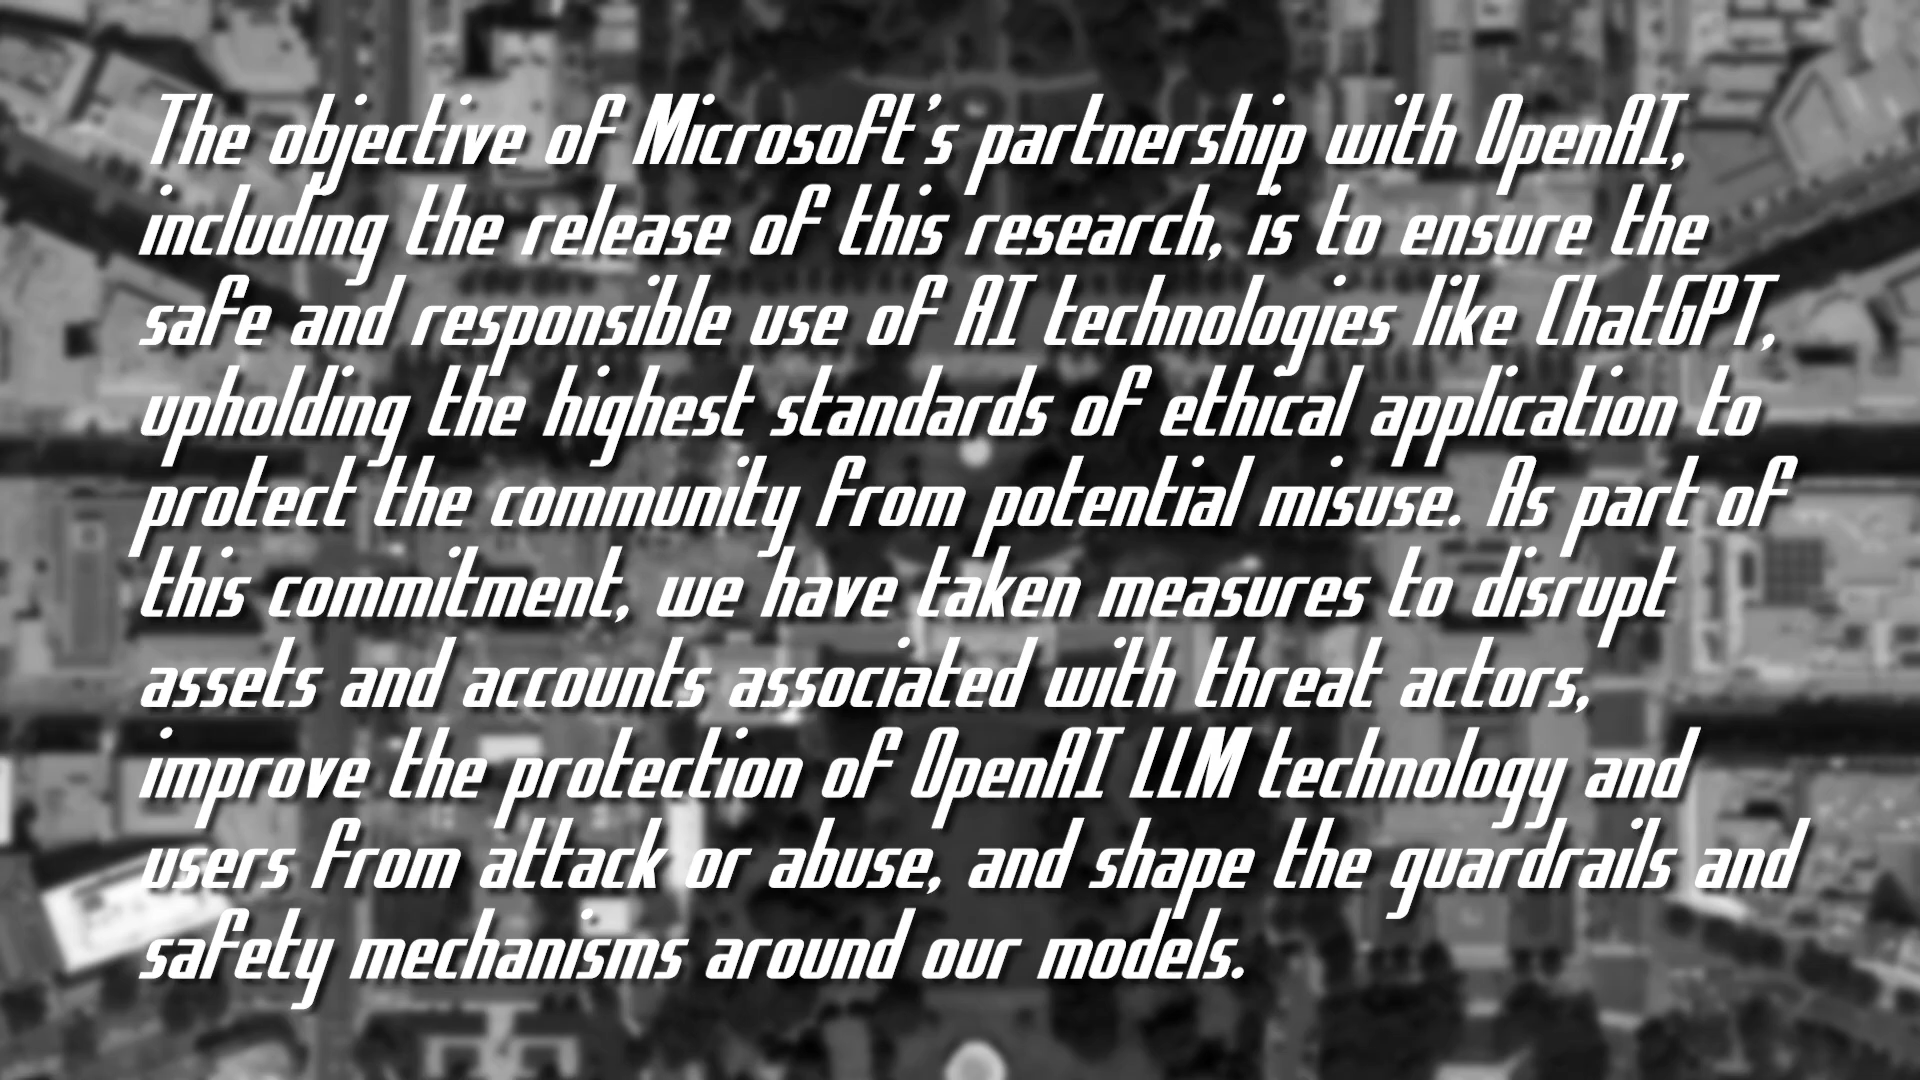 The objective of Microsoft's partnership with OpenAI,
including the release of this research, is to ensure the
safe and responsible use of AI technologies like ChatGPT,
upholding the highest standards of ethical application to
protect the community from potential misuse. As part of
this commitment, we have taken measures to disrupt
assets and accounts associated with threat actors,
improve the protection of OpenAI LLM technology and
users from attack or abuse, and shape the guardrails and
safety mechanisms around our models.